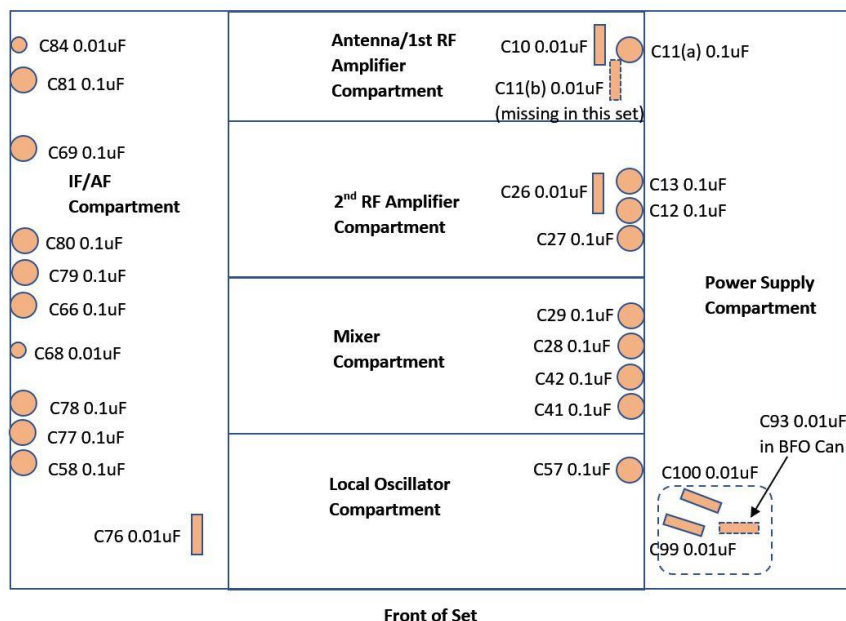 C84 0.01uF
C81 0.1uF
C69 0.1uF
IF/AF
Compartment
C80 0.1uF
C79 0.1uF
C66 0.1uF
C68 0.01uF
C78 0.1uF
C77 0.1uF
C58 0.1uF
C76 0.01uF
Antenna/1st RF
Amplifier
Compartment
C10 0.01uF
C11(a) 0.1uF
C11(b) 0.01uF
(missing in this set)
2nd RF Amplifier
Compartment
C26 0.01uF
C13 0.1uF
C12 0.1uF
C27 0.1uF
Mixer
Compartment
C29 0.1uF
C28 0.1uF
C42 0.1uF
C41 0.1uF
Local Oscillator
Compartment
C57 0.1uF
Power Supply
Compartment
C93 0.01uF
in BFO Can
C100 0.01uF
C99 0.01uF
Front of Set